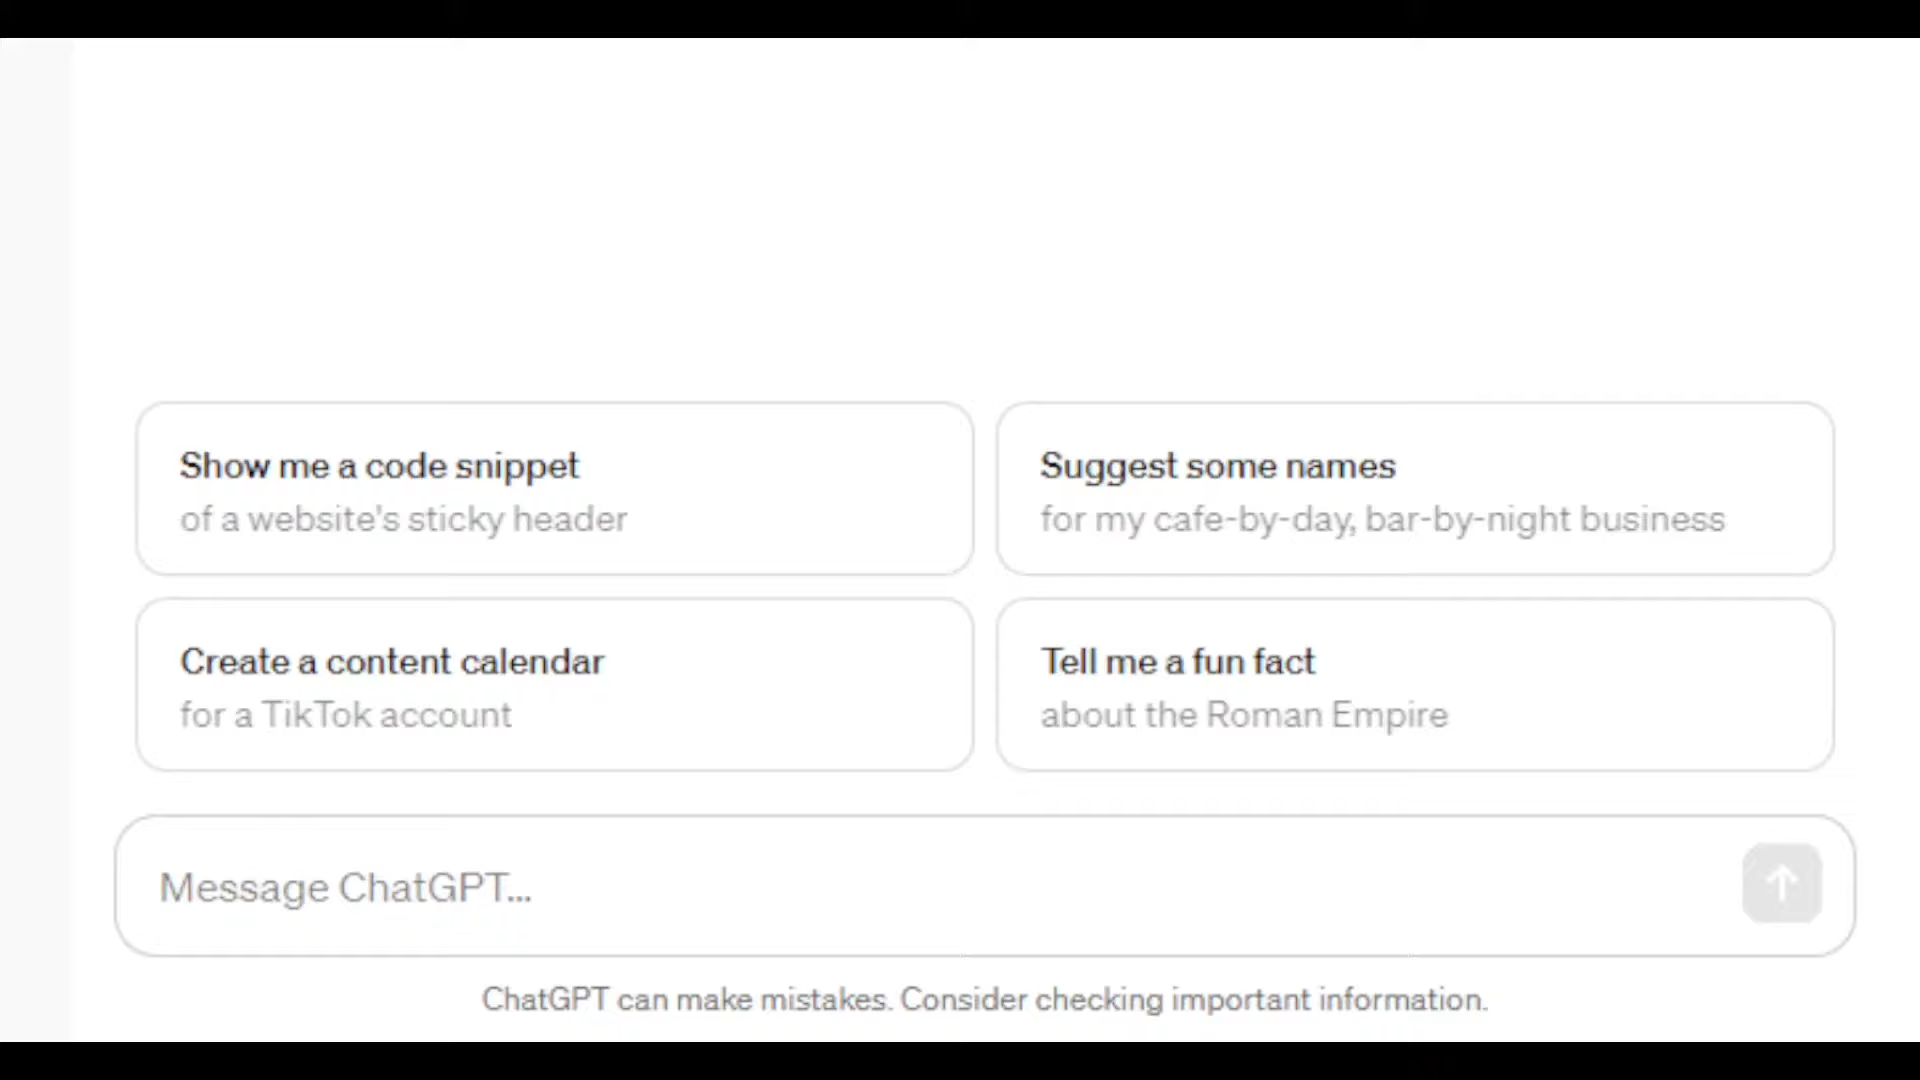 Show me a code snippet
of a website's sticky header
Suggest some names
for my cafe-by-day, bar-by-night business
Create a content calendar
for a TikTok account
Tell me a fun fact
about the Roman Empire
Message ChatGPT...
ChatGPT can make mistakes. Consider checking important information.